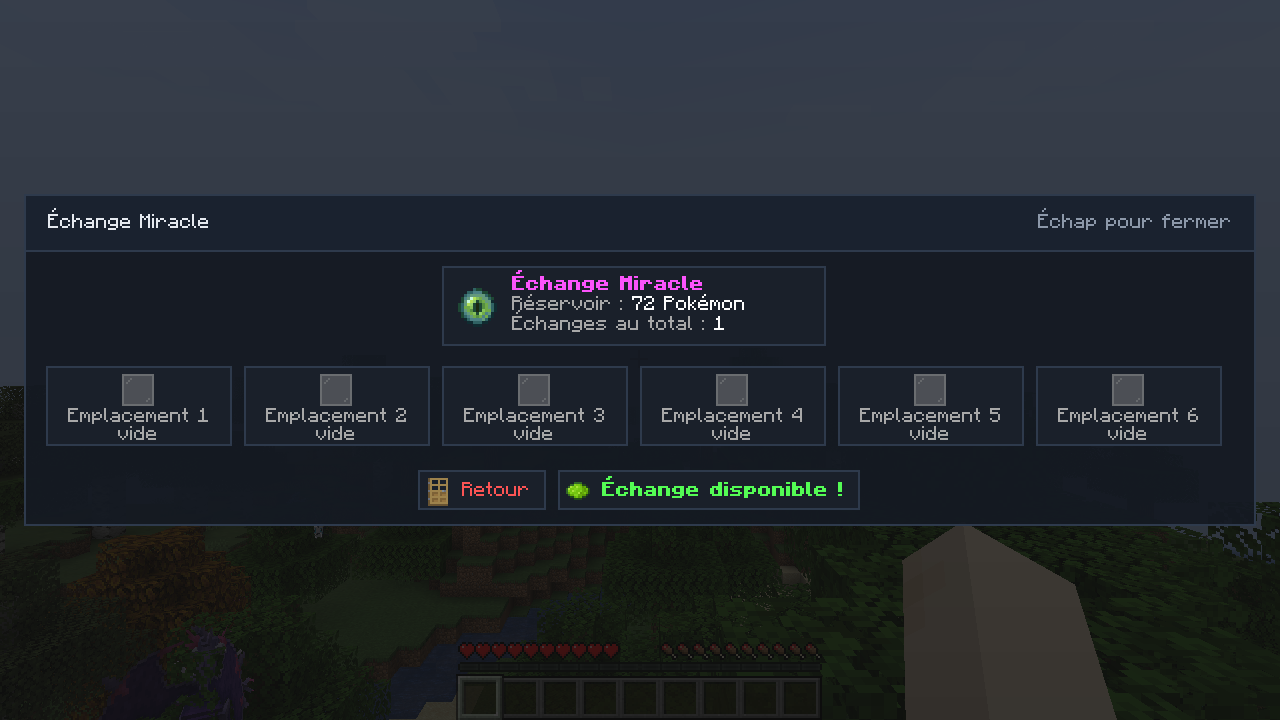 Échange Miracle
Échap pour fermer
Échange Miracle
Réservoir : 72 Pokémon
Échanges au total : 1
Emplacement 1
vide
Emplacement 2
vide
Emplacement 3
vide
Emplacement 4
vide
Emplacement 5
vide
Emplacement 6
vide
Retour
Échange disponible !